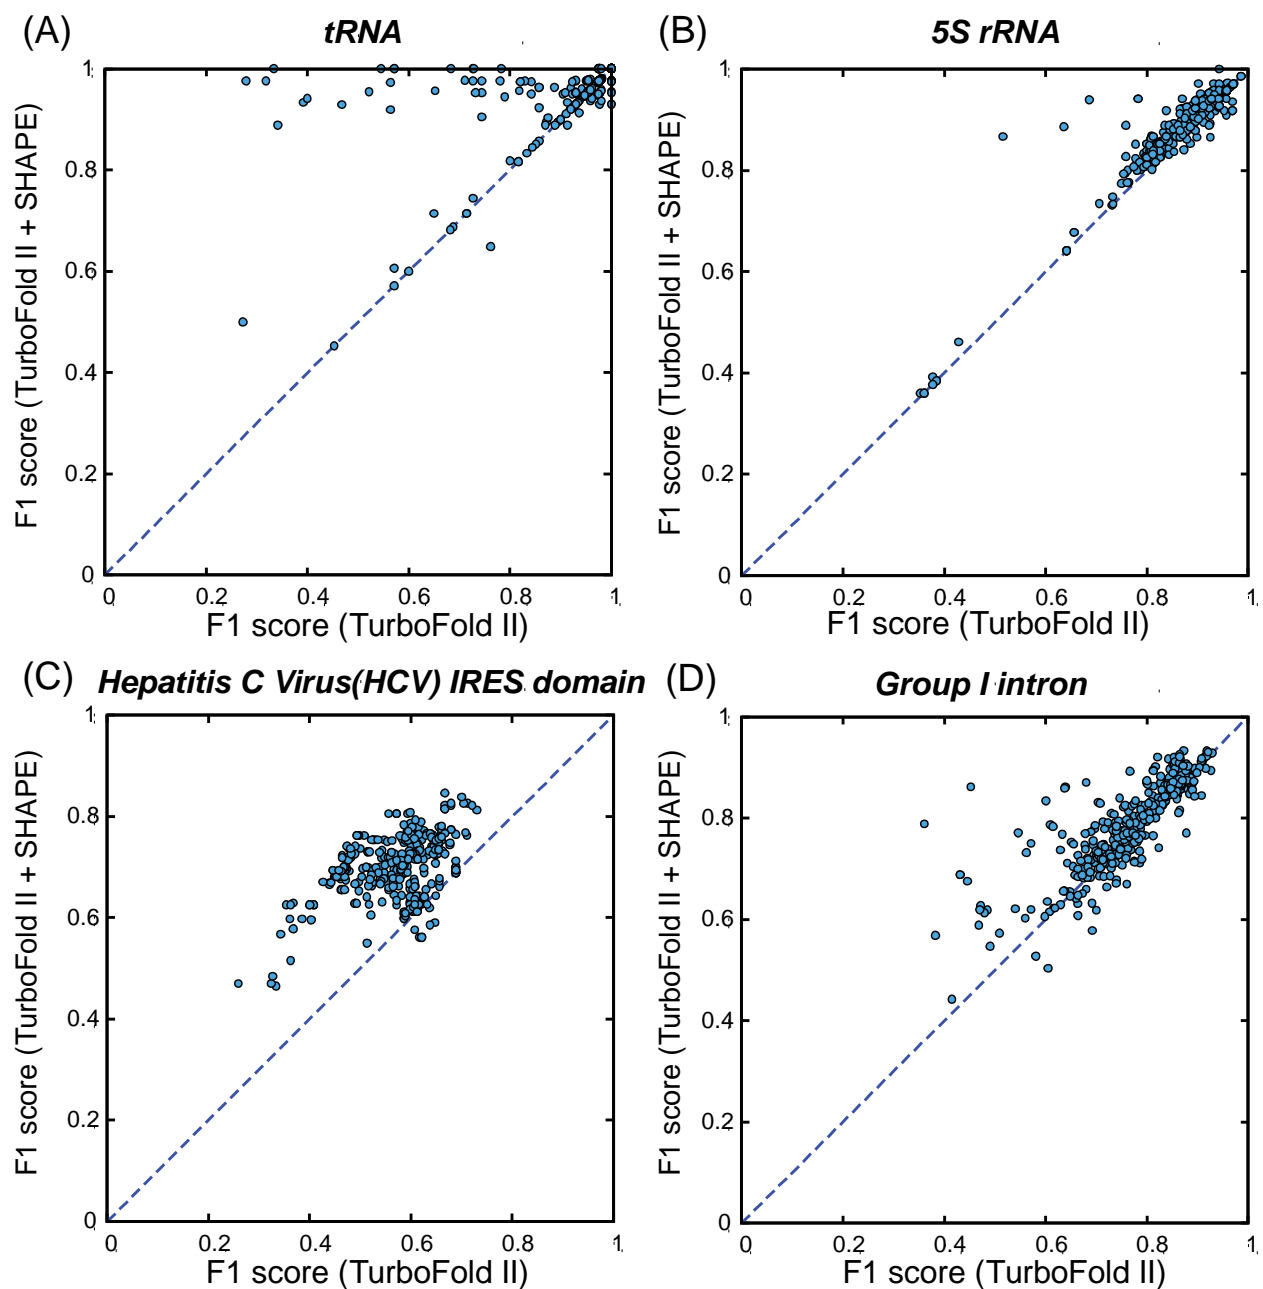 (A) tRNA
F1 score (TurboFold II + SHAPE)
1
0.8
0.6
0.4
0.2
0
0 0.2 0.4 0.6 0.8 1
F1 score (TurboFold II)
(B) 5S rRNA
F1 score (TurboFold II + SHAPE)
1
0.8
0.6
0.4
0.2
0
0 0.2 0.4 0.6 0.8 1
F1 score (TurboFold II)
(C) Hepatitis C Virus(HCV) IRES domain
F1 score (TurboFold II + SHAPE)
1
0.8
0.6
0.4
0.2
0
0 0.2 0.4 0.6 0.8 1
F1 score (TurboFold II)
(D) Group I intron
F1 score (TurboFold II + SHAPE)
1
0.8
0.6
0.4
0.2
0
0 0.2 0.4 0.6 0.8 1
F1 score (TurboFold II)